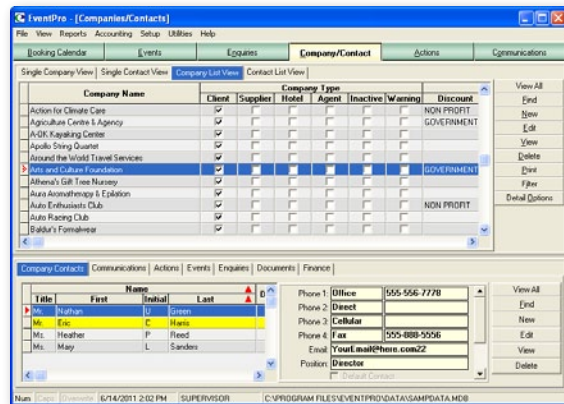 EventPro - [Companies/Contacts]
File View Reports Accounting Setup Utilities Help
Booking Calendar Events Enquiries Company/Contact Actions Communications
Single Company View Single Contact View Company List View Contact List View
Company Name Company Type
Client Supplier Hotel Agent Inactive Warning Discount
Action for Climate Care NON PROFIT
Agriculture Centre & Agency GOVERNMENT
A-OK Kayaking Center
Apollo String Quartet
Around the World Travel Services
Arts and Culture Foundation GOVERNMENT
Athena's Gift Tree Nursery
Aura Aromatherapy & Epilation
Auto Enthusiasts Club NON PROFIT
Auto Racing Club
Baldur's Formalwear
View All
Find
New
Edit
View
Delete
Print
Filter
Detail Options
Company Contacts Communications Actions Events Enquiries Documents Finance
Name
Title First Initial Last D
Mr. Nathan U Green
Mr. Eric C Harris
Ms. Heather P Reed
Ms. Mary L Sanders
Phone 1: Office 555-556-7778
Phone 2: Direct
Phone 3: Cellular
Phone 4: Fax 555-888-5556
Email: YourEmail@here.com22
Position: Director
Default Contact
View All
Find
New
Edit
View
Delete
Num Caps Overwrite 6/14/2011 2:02 PM SUPERVISOR C:\PROGRAM FILES\EVENTPRO\DATA\SAMPDATA.MDB